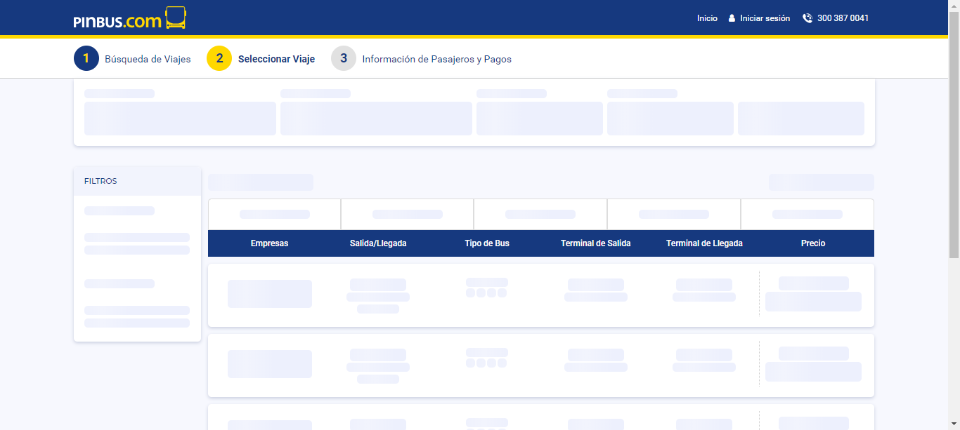 PINBUS.com
Inicio Iniciar sesión 300 387 0041
1 Búsqueda de Viajes 2 Seleccionar Viaje 3 Información de Pasajeros y Pagos
FILTROS
Empresas Salida/Llegada Tipo de Bus Terminal de Salida Terminal de Llegada Precio